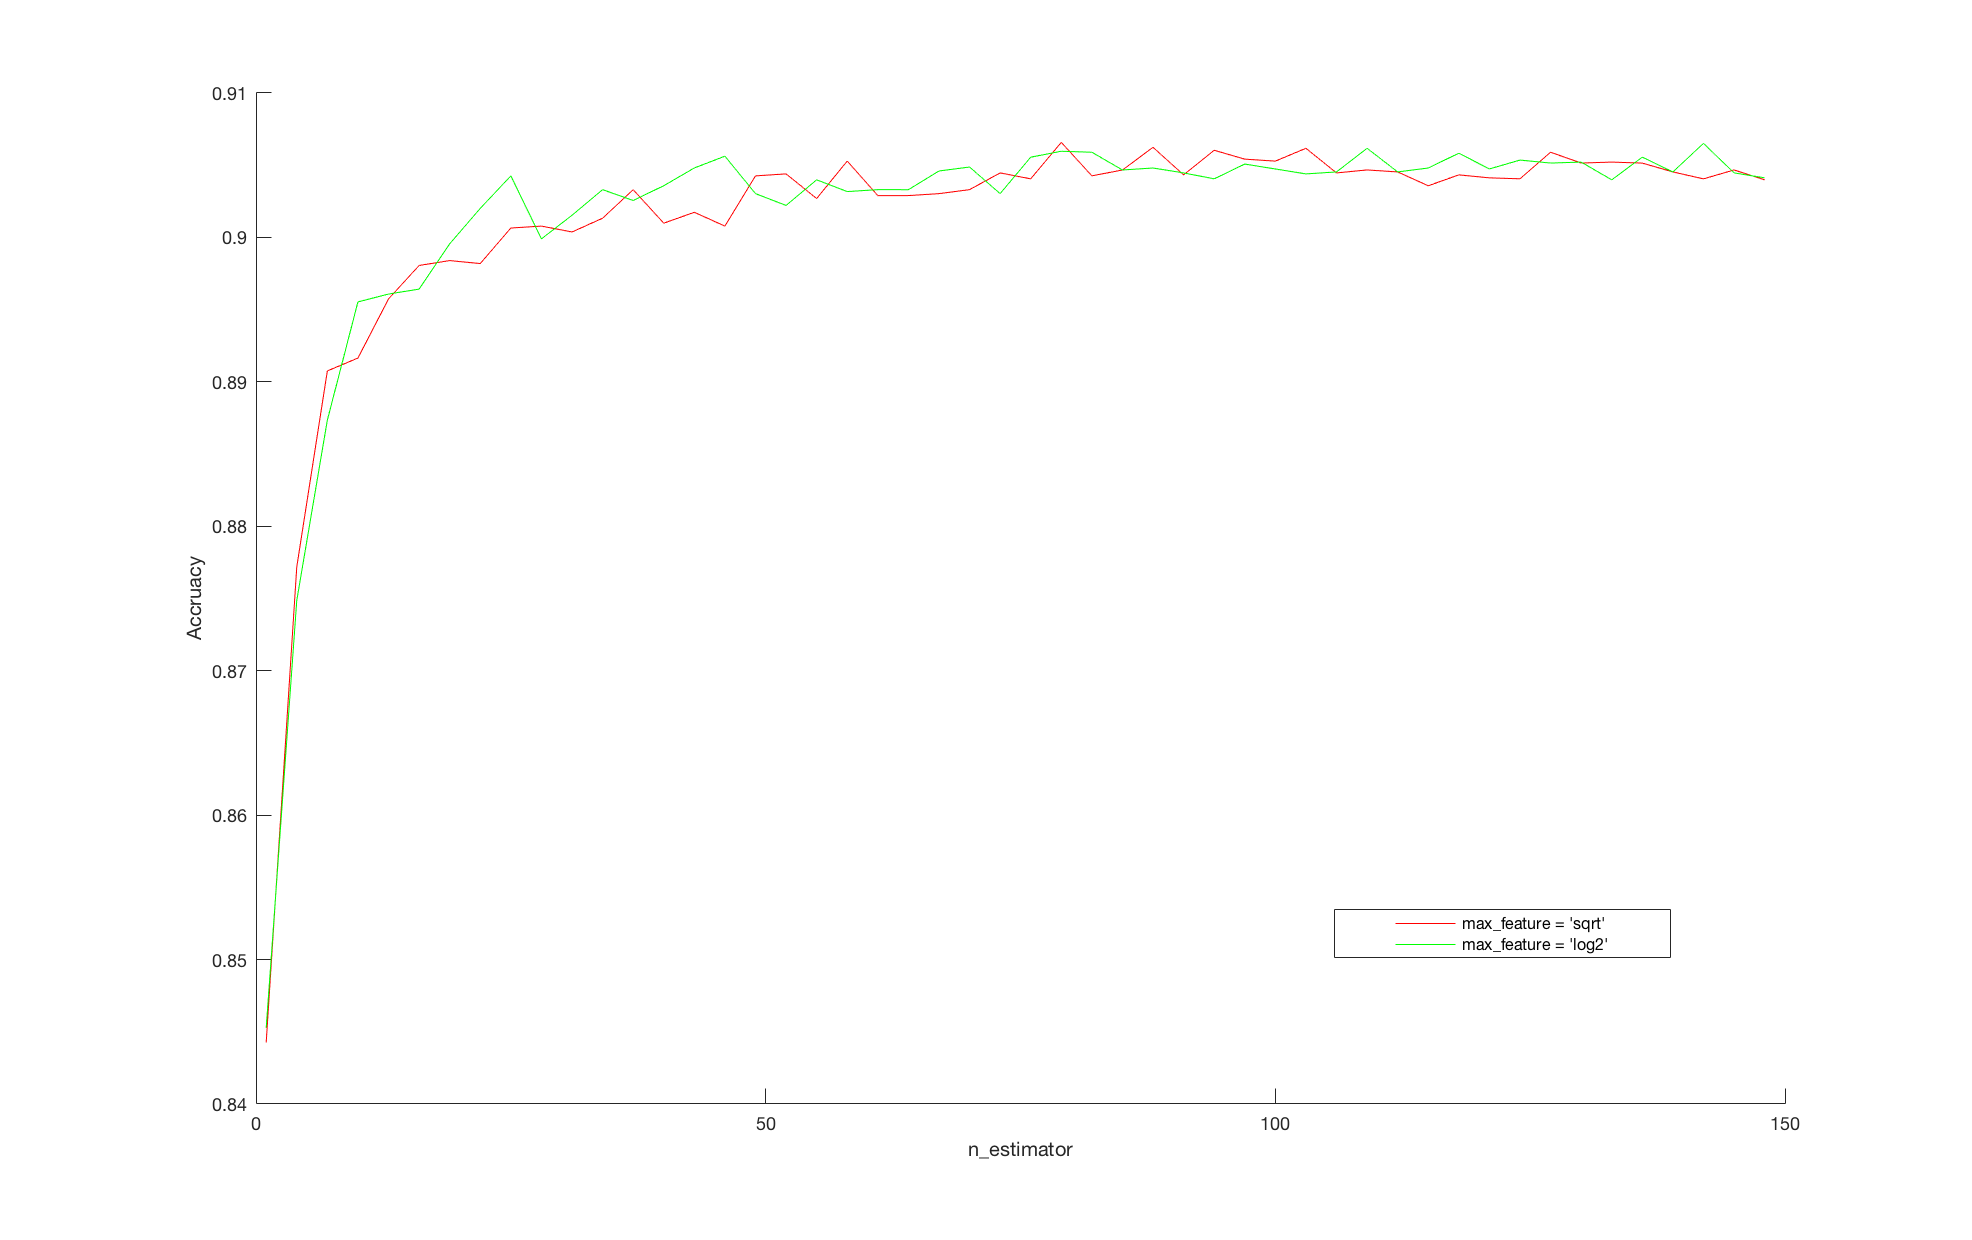 0.91
0.9
0.89
0.88
0.87
0.86
0.85
0.84
Accruacy
0 50 100 150
n_estimator
max_feature = 'sqrt'
max_feature = 'log2'